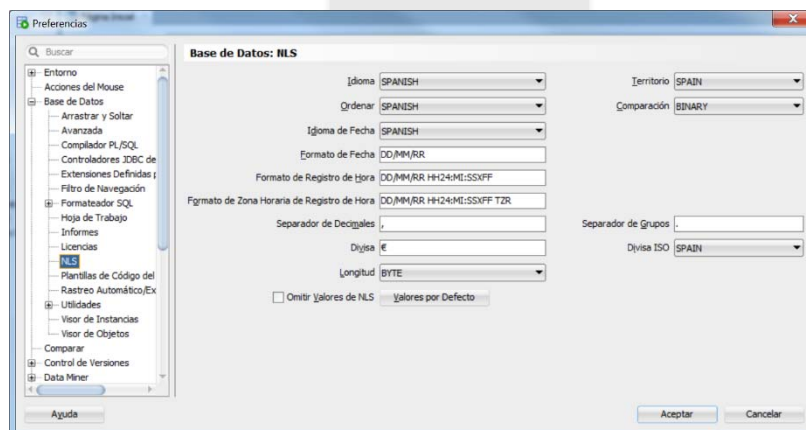 Preferencias
Buscar
Entorno
Acciones del Mouse
Base de Datos
Arrastrar y Soltar
Avanzada
Compilador PL/SQL
Controladores JDBC de
Extensiones Definidas p
Filtro de Navegación
Formateador SQL
Hoja de Trabajo
Informes
Licencias
NLS
Plantillas de Código del
Rastreo Automático/Ex
Utilidades
Visor de Instancias
Visor de Objetos
Comparar
Control de Versiones
Data Miner
Base de Datos: NLS
Idioma SPANISH Territorio SPAIN
Ordenar SPANISH Comparación BINARY
Idioma de Fecha SPANISH
Formato de Fecha DD/MM/RR
Formato de Registro de Hora DD/MM/RR HH24:MI:SSXFF
Formato de Zona Horaria de Registro de Hora DD/MM/RR HH24:MI:SSXFF TZR
Separador de Decimales , Separador de Grupos .
Divisa € Divisa ISO SPAIN
Longitud BYTE
Omitir Valores de NLS Valores por Defecto
Ayuda Aceptar Cancelar